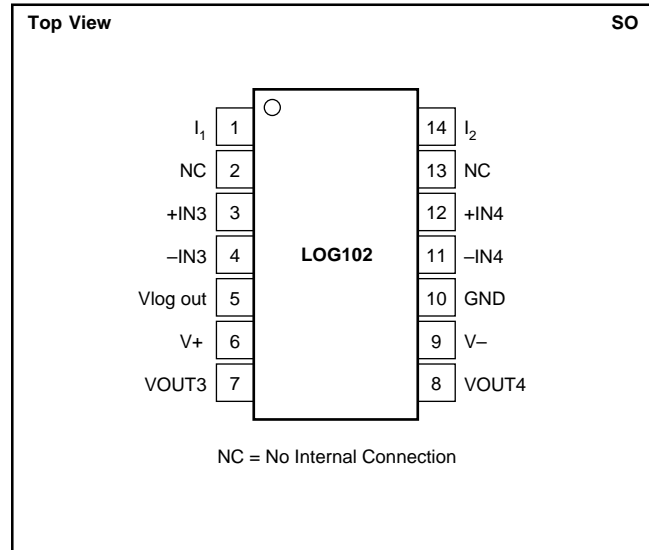 Top View SO
I₁ 1 14 I₂
NC 2 13 NC
+IN3 3 12 +IN4
–IN3 4 LOG102 11 –IN4
Vlog out 5 10 GND
V+ 6 9 V–
VOUT3 7 8 VOUT4
NC = No Internal Connection